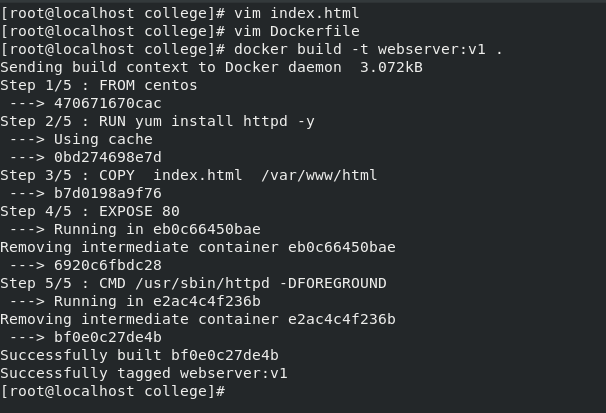 [root@localhost college]# vim index.html
[root@localhost college]# vim Dockerfile
[root@localhost college]# docker build -t webserver:v1 .
Sending build context to Docker daemon  3.072kB
Step 1/5 : FROM centos
 ---> 470671670cac
Step 2/5 : RUN yum install httpd -y
 ---> Using cache
 ---> 0bd274698e7d
Step 3/5 : COPY  index.html  /var/www/html
 ---> b7d0198a9f76
Step 4/5 : EXPOSE 80
 ---> Running in eb0c66450bae
Removing intermediate container eb0c66450bae
 ---> 6920c6fbdc28
Step 5/5 : CMD /usr/sbin/httpd -DFOREGROUND
 ---> Running in e2ac4c4f236b
Removing intermediate container e2ac4c4f236b
 ---> bf0e0c27de4b
Successfully built bf0e0c27de4b
Successfully tagged webserver:v1
[root@localhost college]#